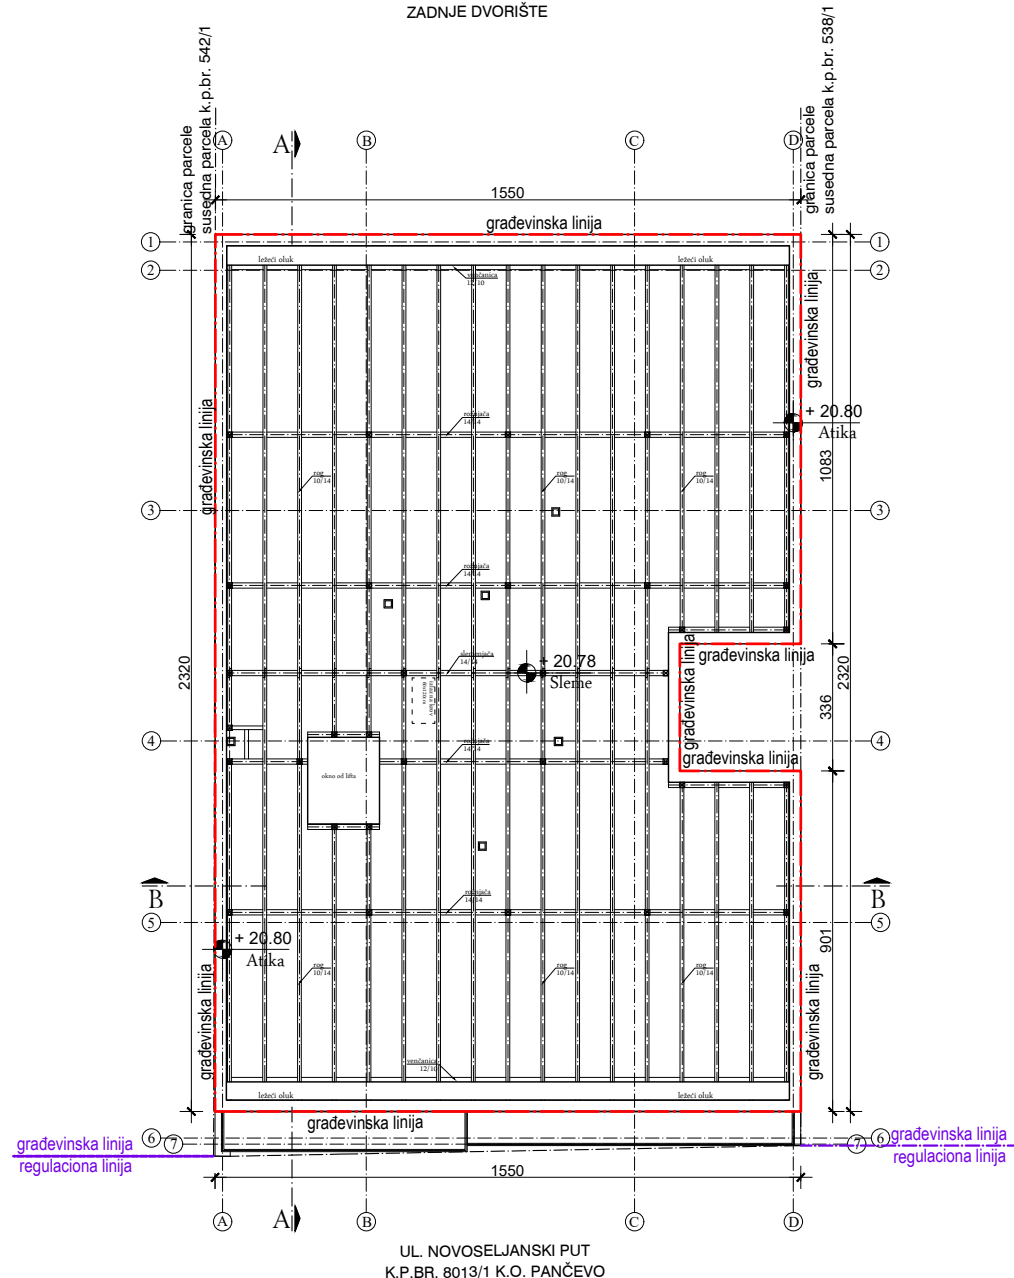 ZADNJE DVORIŠTE
granica parcele
susedna parcela k.p.br. 542/1
granica parcele
susedna parcela k.p.br. 538/1
A
A
B
C
D
1550
građevinska linija
1
1
2
2
ležeći oluk
ležeći oluk
venčanica
12/10
građevinska linija
građevinska linija
+ 20.80
Atika
rožnjača
14/14
1083
rog
10/14
rog
10/14
rog
10/14
3
3
rožnjača
14/14
građevinska linija
slemenjača
14/14
+ 20.78
Sleme
građevinska linija
2320
336
2320
4
4
rožnjača
14/14
građevinska linija
okno od lifta
B
B
rožnjača
14/14
5
5
+ 20.80
Atika
901
rog
10/14
rog
10/14
rog
10/14
građevinska linija
građevinska linija
venčanica
12/10
ležeći oluk
ležeći oluk
građevinska linija
6
7
7
6
građevinska linija
regulaciona linija
građevinska linija
regulaciona linija
1550
A
A
B
C
D
UL. NOVOSELJANSKI PUT
K.P.BR. 8013/1 K.O. PANČEVO